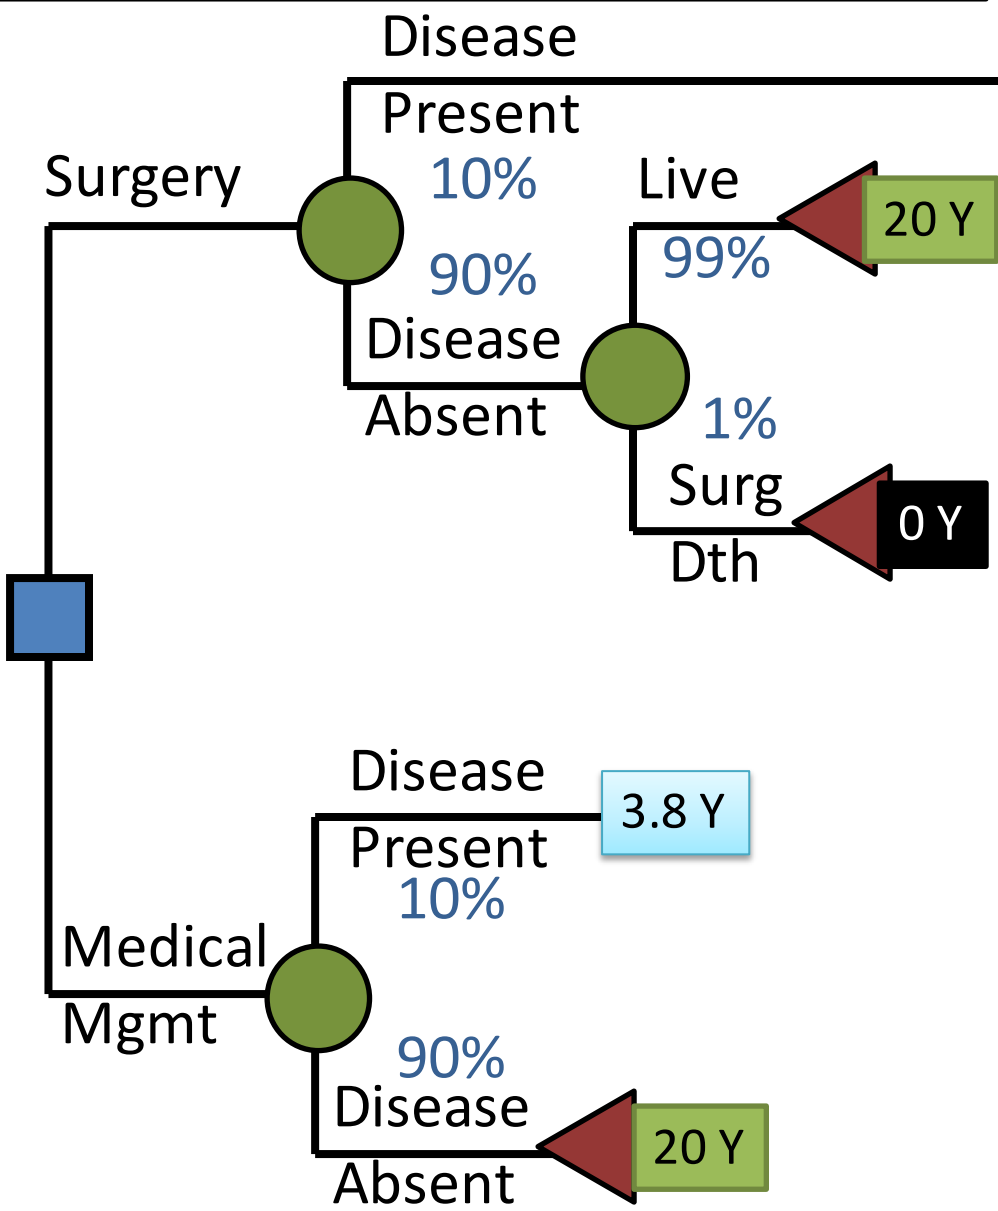 Disease
Present
10%
Surgery
Live
20 Y
99%
90%
Disease
Absent
1%
Surg
Dth
0 Y
Disease
Present
3.8 Y
10%
Medical
Mgmt
90%
Disease
Absent
20 Y